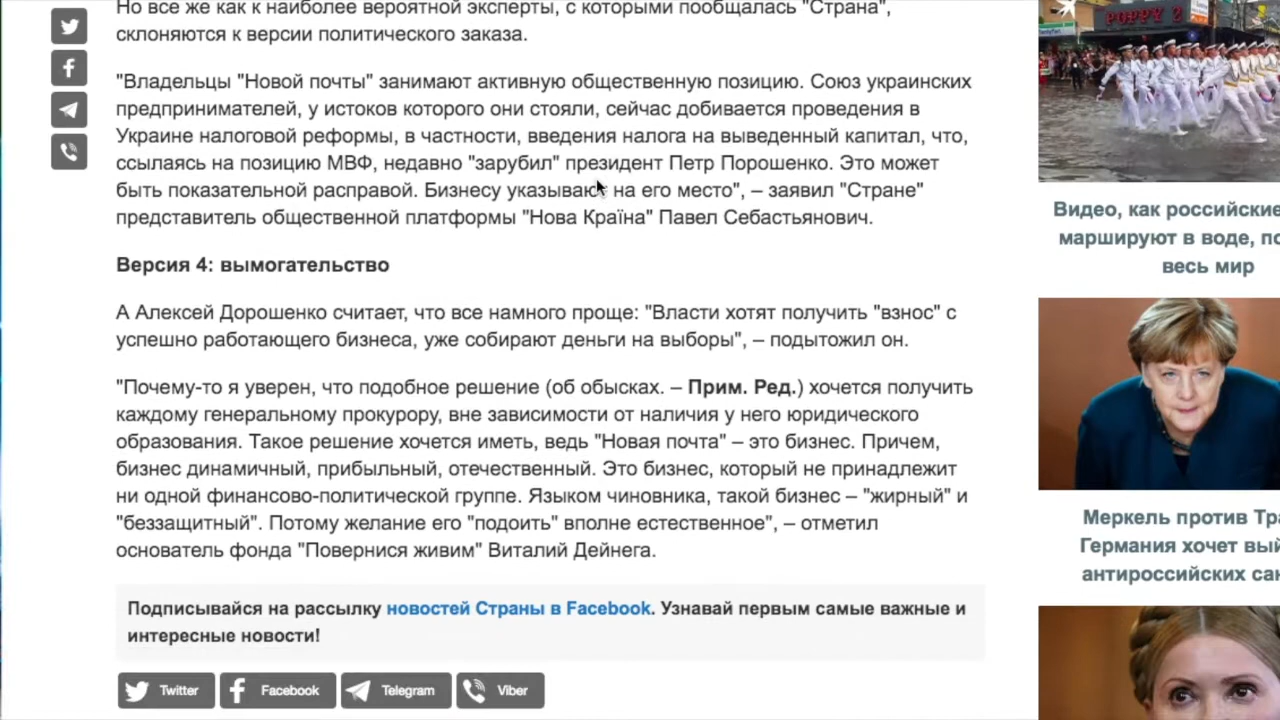 Но все же как к наиболее вероятной эксперты, с которыми пообщалась "Страна",
склоняются к версии политического заказа.
"Владельцы "Новой почты" занимают активную общественную позицию. Союз украинских
предпринимателей, у истоков которого они стояли, сейчас добивается проведения в
Украине налоговой реформы, в частности, введения налога на выведенный капитал, что,
ссылаясь на позицию МВФ, недавно "зарубил" президент Петр Порошенко. Это может
быть показательной расправой. Бизнесу указывают на его место", – заявил "Стране"
представитель общественной платформы "Нова Країна" Павел Себастьянович.
Версия 4: вымогательство
А Алексей Дорошенко считает, что все намного проще: "Власти хотят получить "взнос" с
успешно работающего бизнеса, уже собирают деньги на выборы", – подытожил он.
"Почему-то я уверен, что подобное решение (об обысках. – Прим. Ред.) хочется получить
каждому генеральному прокурору, вне зависимости от наличия у него юридического
образования. Такое решение хочется иметь, ведь "Новая почта" – это бизнес. Причем,
бизнес динамичный, прибыльный, отечественный. Это бизнес, который не принадлежит
ни одной финансово-политической группе. Языком чиновника, такой бизнес – "жирный" и
"беззащитный". Потому желание его "подоить" вполне естественное", – отметил
основатель фонда "Повернися живим" Виталий Дейнега.
Подписывайся на рассылку новостей Страны в Facebook. Узнавай первым самые важные и
интересные новости!
Twitter Facebook Telegram Viber
POPPY 2
Видео, как российские
маршируют в воде, по
весь мир
Меркель против Тра
Германия хочет вый
антироссийских сан